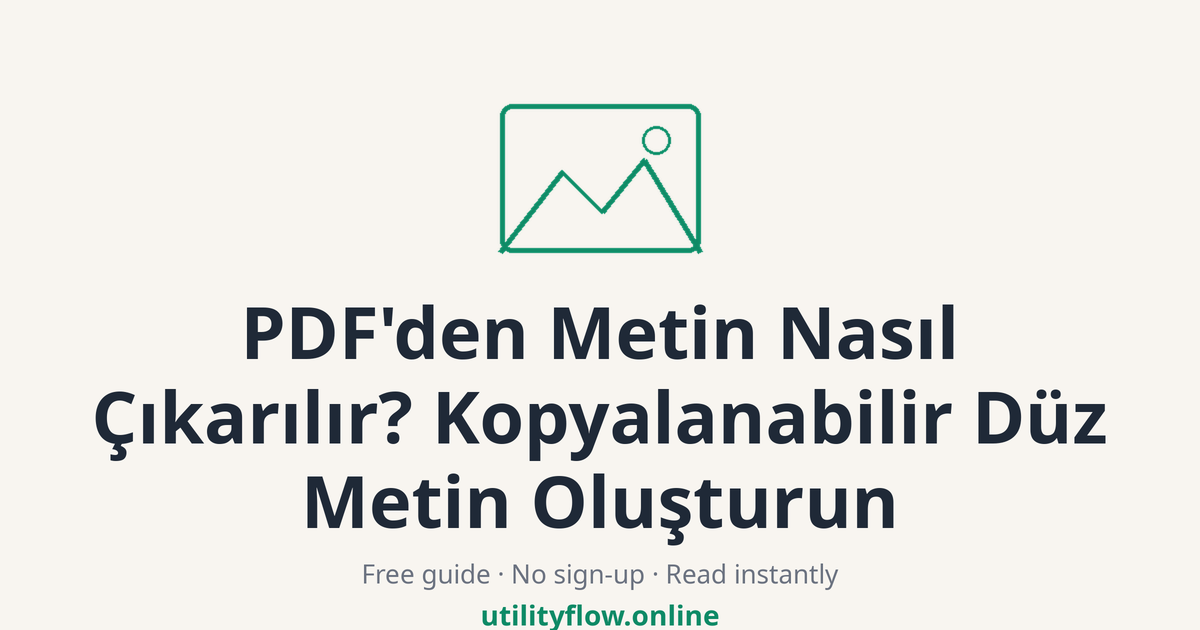 PDF'den Metin Nasıl
Çıkarılır? Kopyalanabilir Düz
Metin Oluşturun
Free guide · No sign-up · Read instantly
utilityflow.online